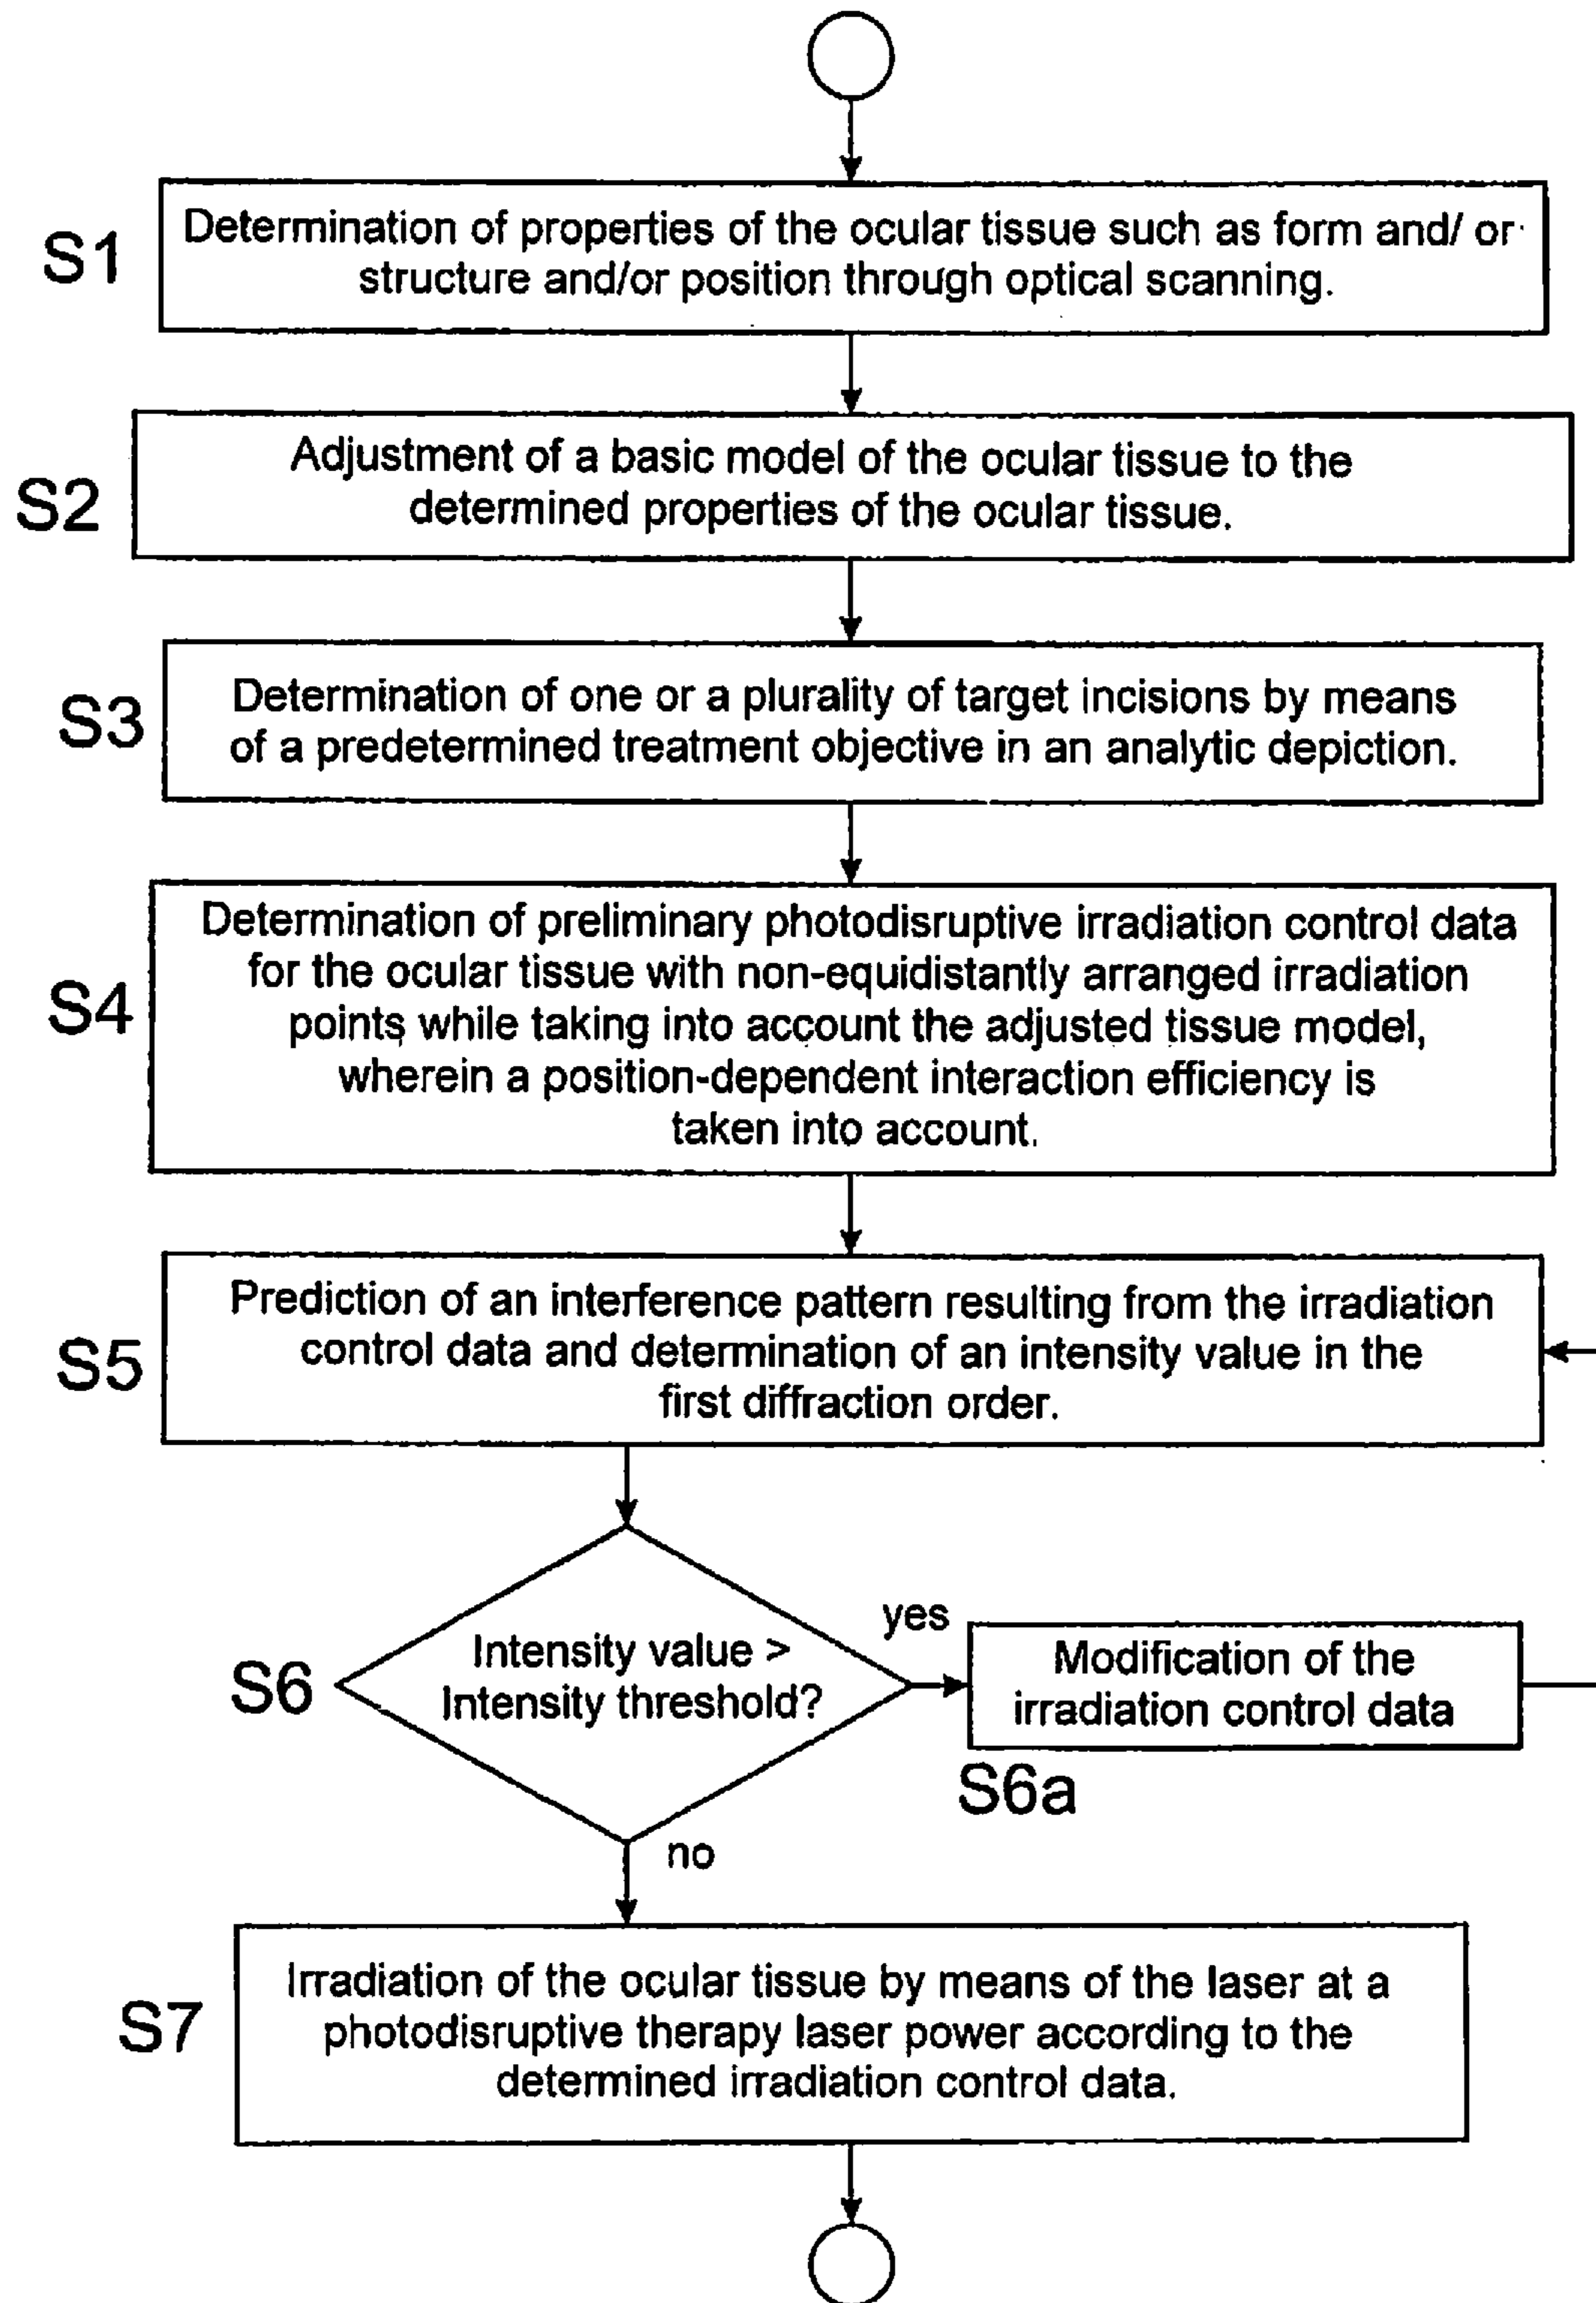 S1
Determination of properties of the ocular tissue such as form and/ or
structure and/or position through optical scanning.
S2
Adjustment of a basic model of the ocular tissue to the
determined properties of the ocular tissue.
S3
Determination of one or a plurality of target incisions by means
of a predetermined treatment objective in an analytic depiction.
S4
Determination of preliminary photodisruptive irradiation control data
for the ocular tissue with non-equidistantly arranged irradiation
points while taking into account the adjusted tissue model,
wherein a position-dependent interaction efficiency is
taken into account.
S5
Prediction of an interference pattern resulting from the irradiation
control data and determination of an intensity value in the
first diffraction order.
S6
Intensity value >
Intensity threshold?
yes
Modification of the
irradiation control data
S6a
no
S7
Irradiation of the ocular tissue by means of the laser at a
photodisruptive therapy laser power according to the
determined irradiation control data.